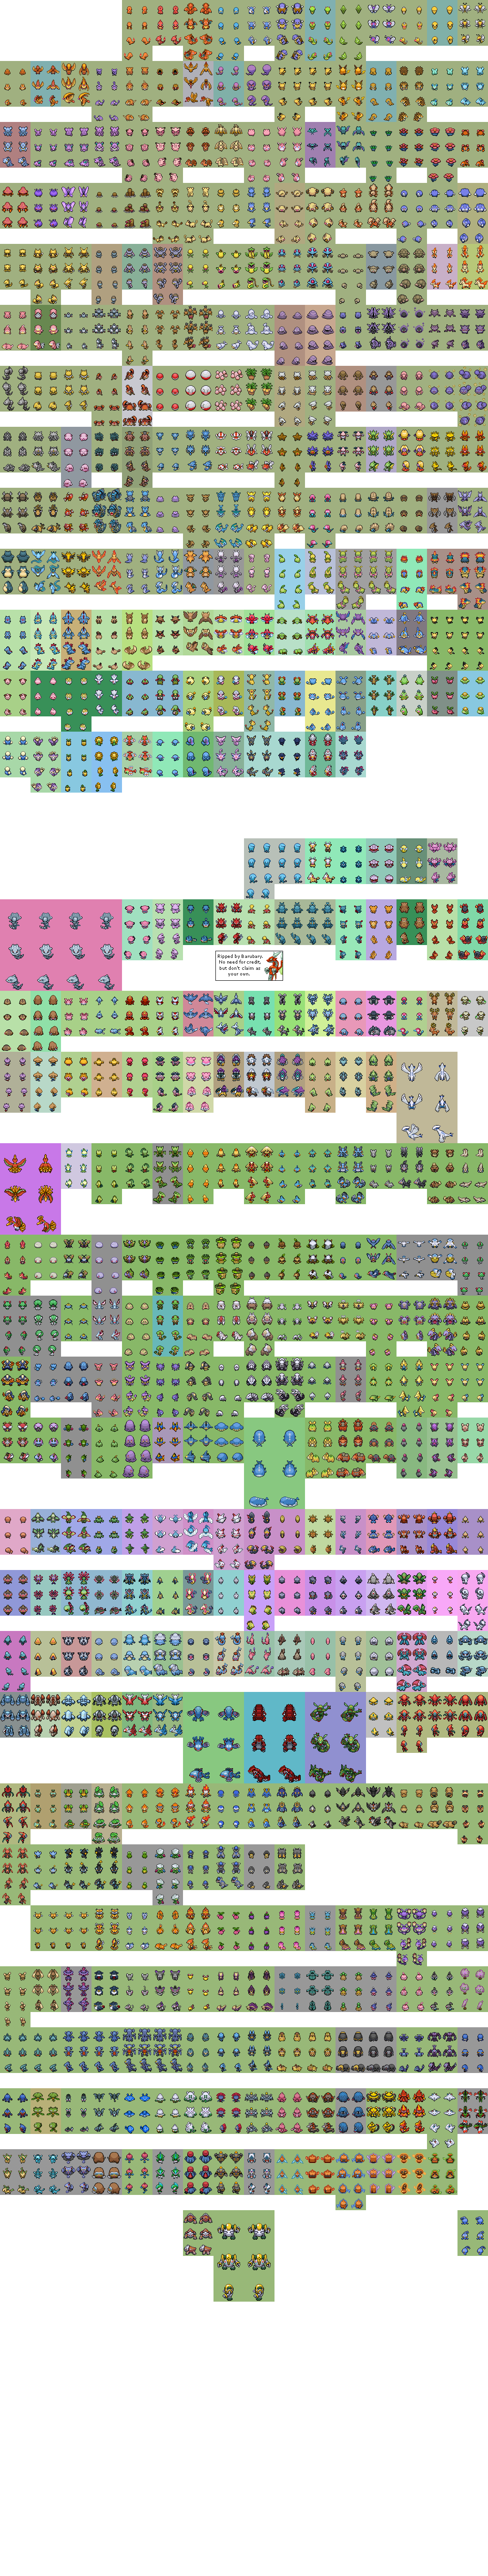 Ripped by Barubary.
No need for credit,
but don't claim as
your own.